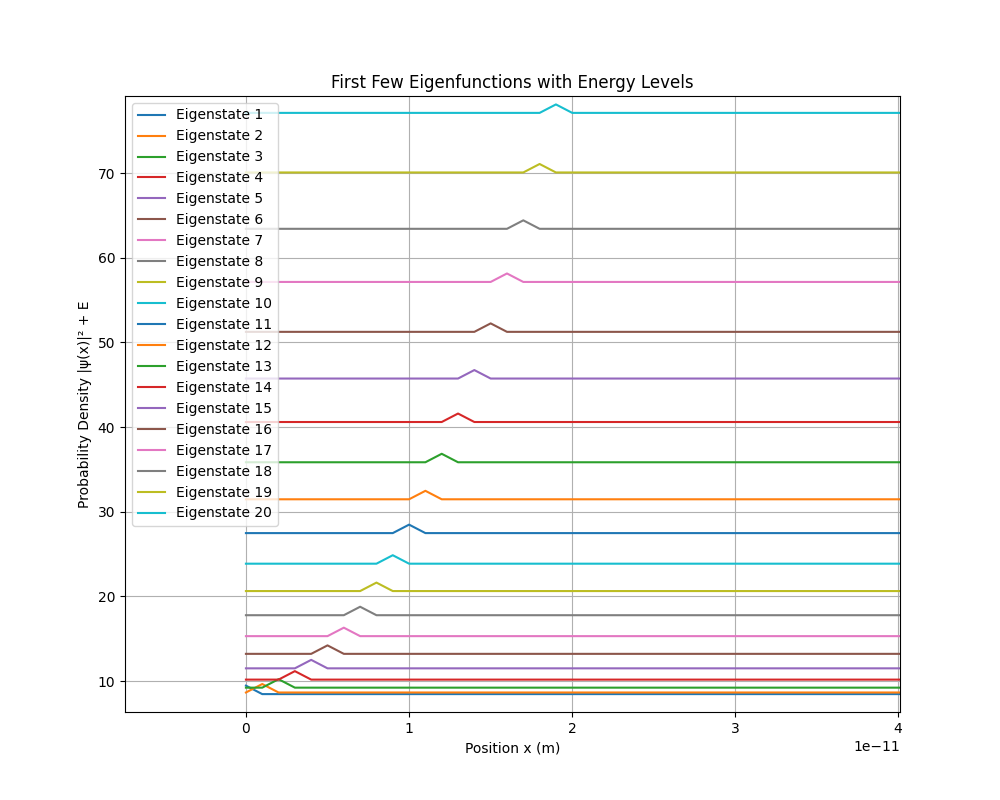 First Few Eigenfunctions with Energy Levels
Probability Density |ψ(x)|² + E
70
60
50
40
30
20
10
Eigenstate 1
Eigenstate 2
Eigenstate 3
Eigenstate 4
Eigenstate 5
Eigenstate 6
Eigenstate 7
Eigenstate 8
Eigenstate 9
Eigenstate 10
Eigenstate 11
Eigenstate 12
Eigenstate 13
Eigenstate 14
Eigenstate 15
Eigenstate 16
Eigenstate 17
Eigenstate 18
Eigenstate 19
Eigenstate 20
0 1 2 3 4
1e−11
Position x (m)